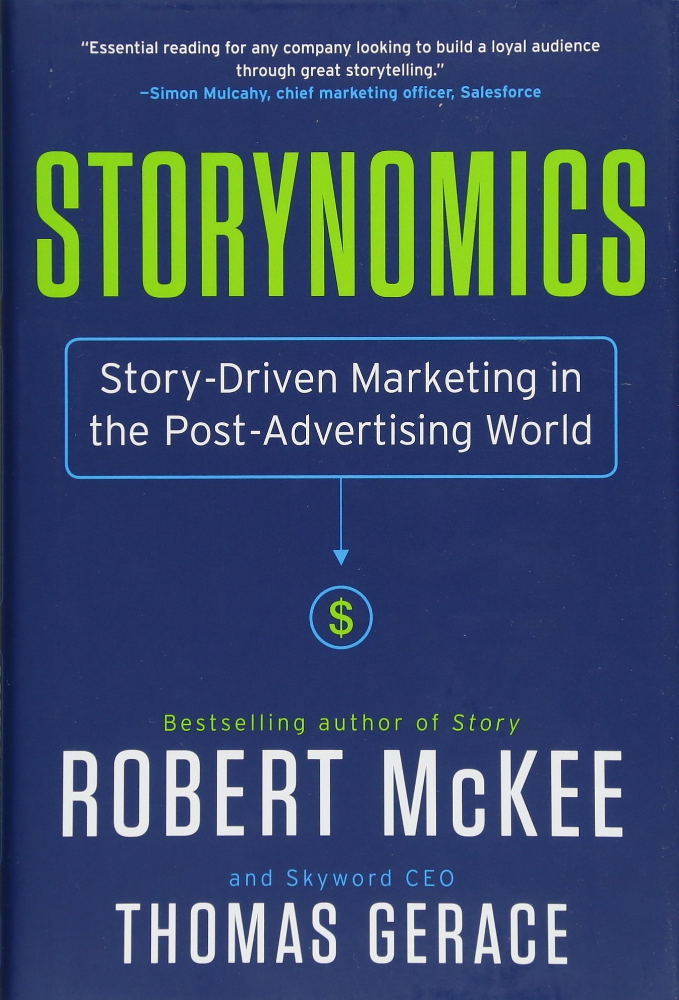 “Essential reading for any company looking to build a loyal audience
through great storytelling.”
–Simon Mulcahy, chief marketing officer, Salesforce
STORYNOMICS
Story-Driven Marketing in
the Post-Advertising World
$
Bestselling author of Story
ROBERT McKEE
and Skyword CEO
THOMAS GERACE